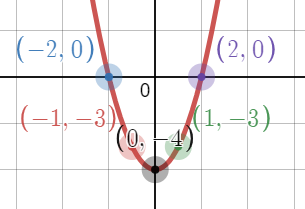 (−2, 0) (2, 0)
0
(−1, −3) (1, −3)
(0, −4)